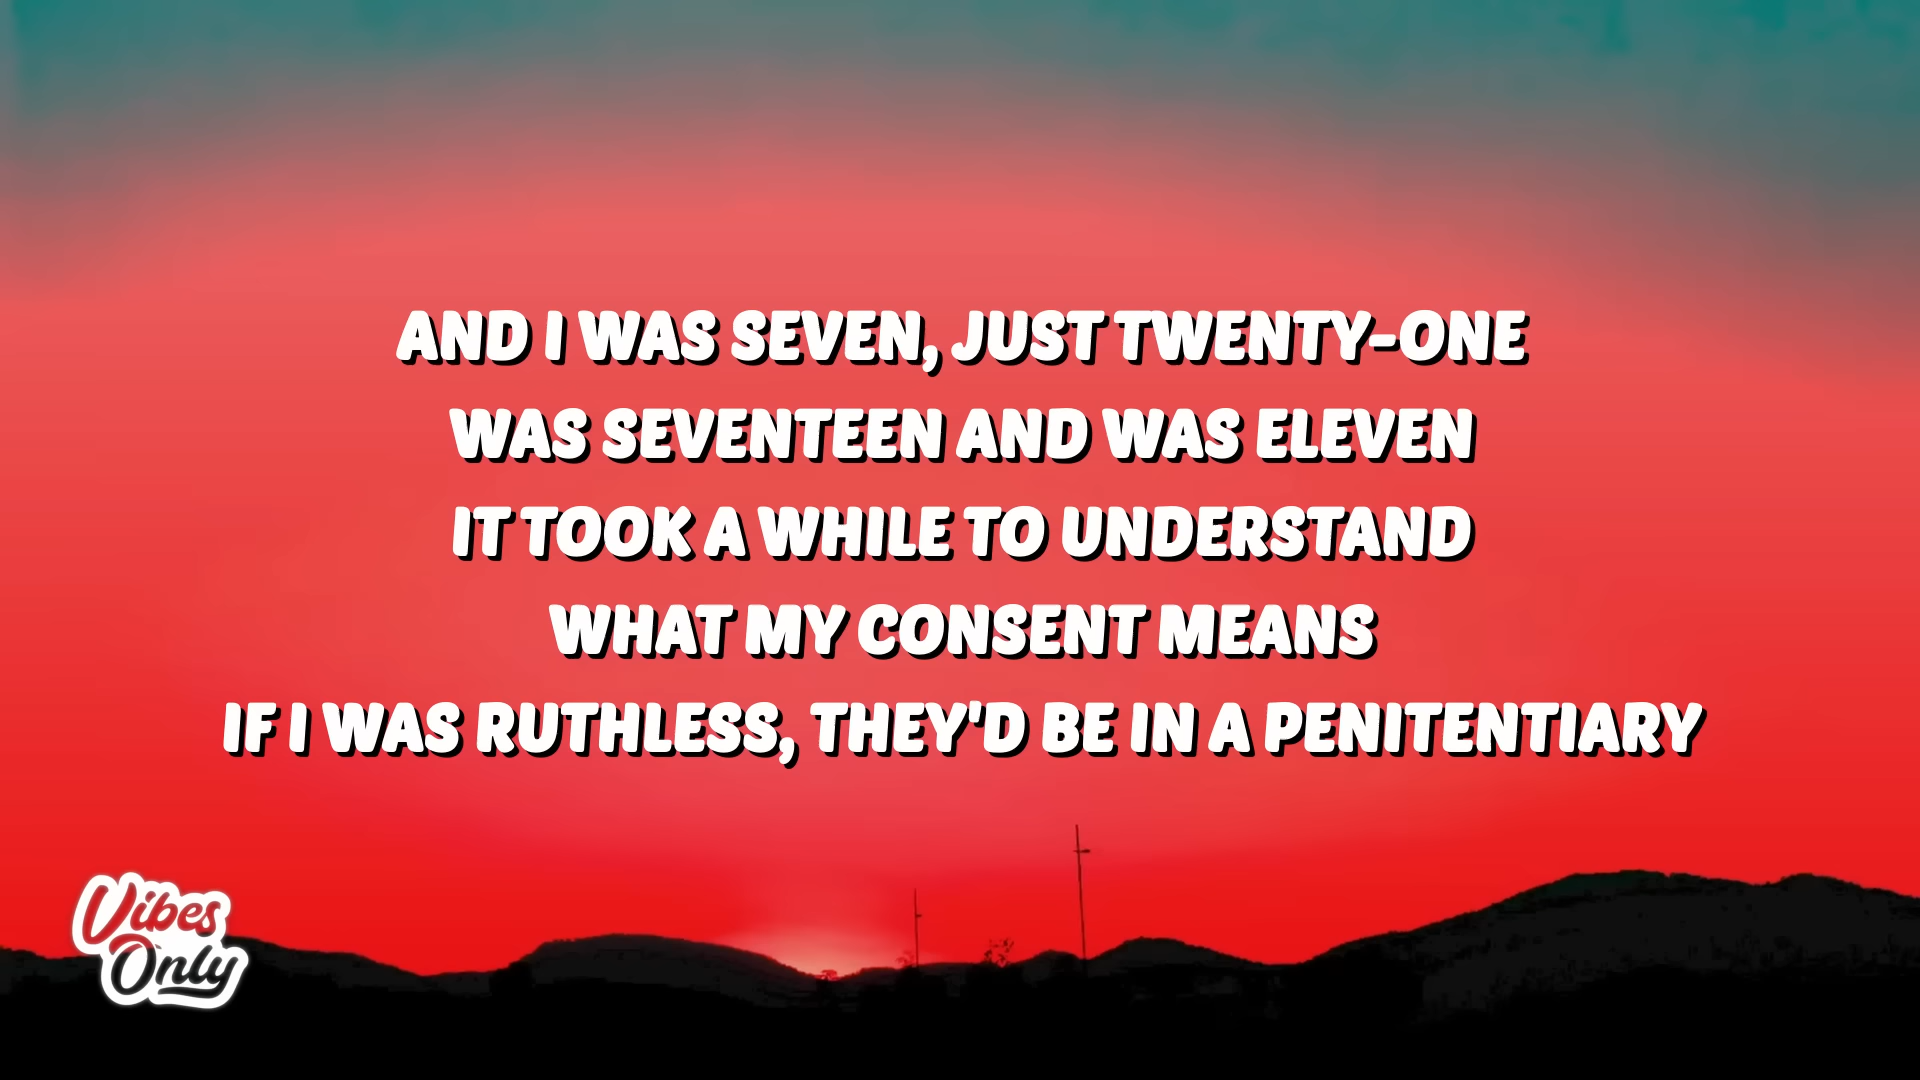 AND I WAS SEVEN, JUST TWENTY-ONE
WAS SEVENTEEN AND WAS ELEVEN
IT TOOK A WHILE TO UNDERSTAND
WHAT MY CONSENT MEANS
IF I WAS RUTHLESS, THEY'D BE IN A PENITENTIARY
Vibes
Only